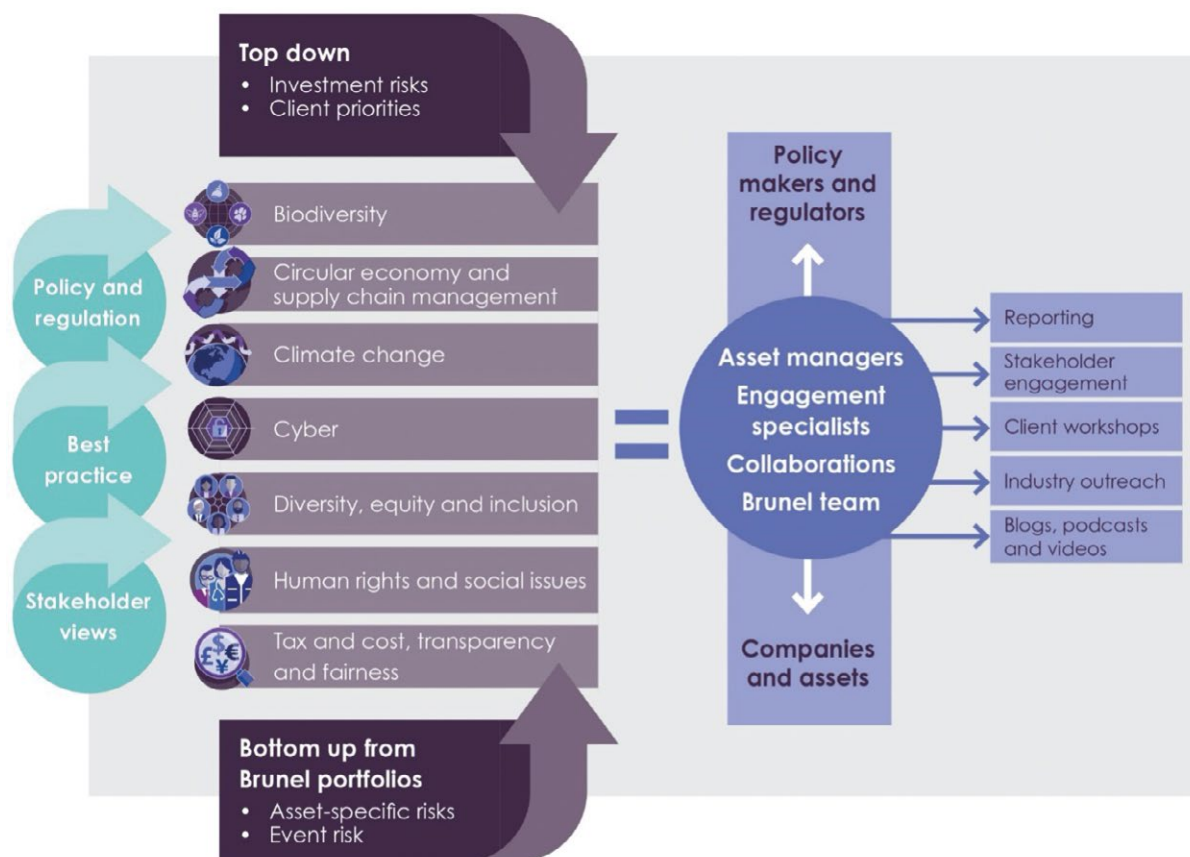 Top down
• Investment risks
• Client priorities
Policy and
regulation
Best
practice
Stakeholder
views
Biodiversity
Circular economy and
supply chain management
Climate change
Cyber
Diversity, equity and inclusion
Human rights and social issues
£$€¥
Tax and cost, transparency
and fairness
Bottom up from
Brunel portfolios
• Asset-specific risks
• Event risk
=
Policy
makers and
regulators
Asset managers
Engagement
specialists
Collaborations
Brunel team
Companies
and assets
Reporting
Stakeholder
engagement
Client workshops
Industry outreach
Blogs, podcasts
and videos